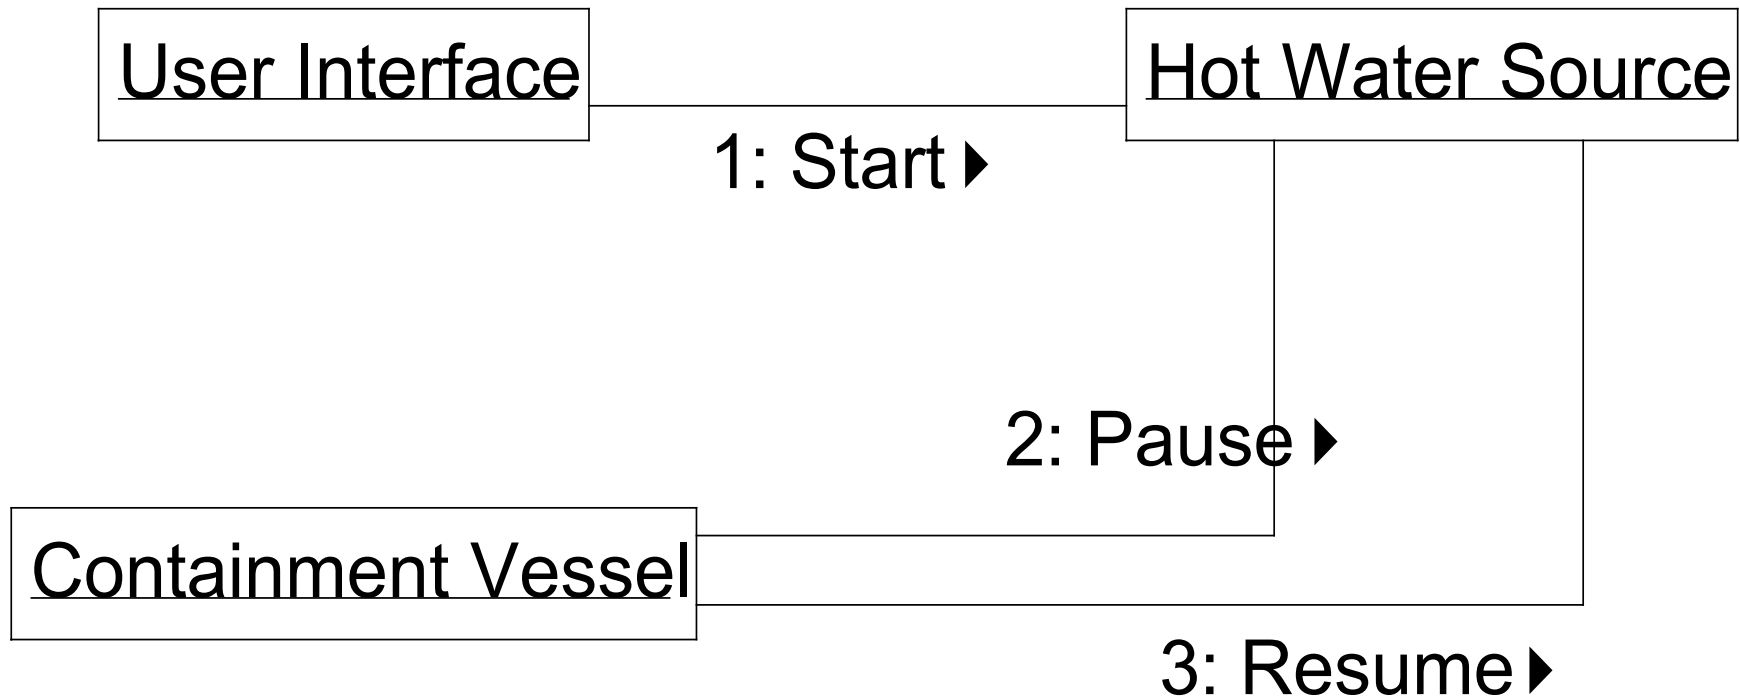 User Interface
Hot Water Source
1: Start
2: Pause
Containment Vessel
3: Resume